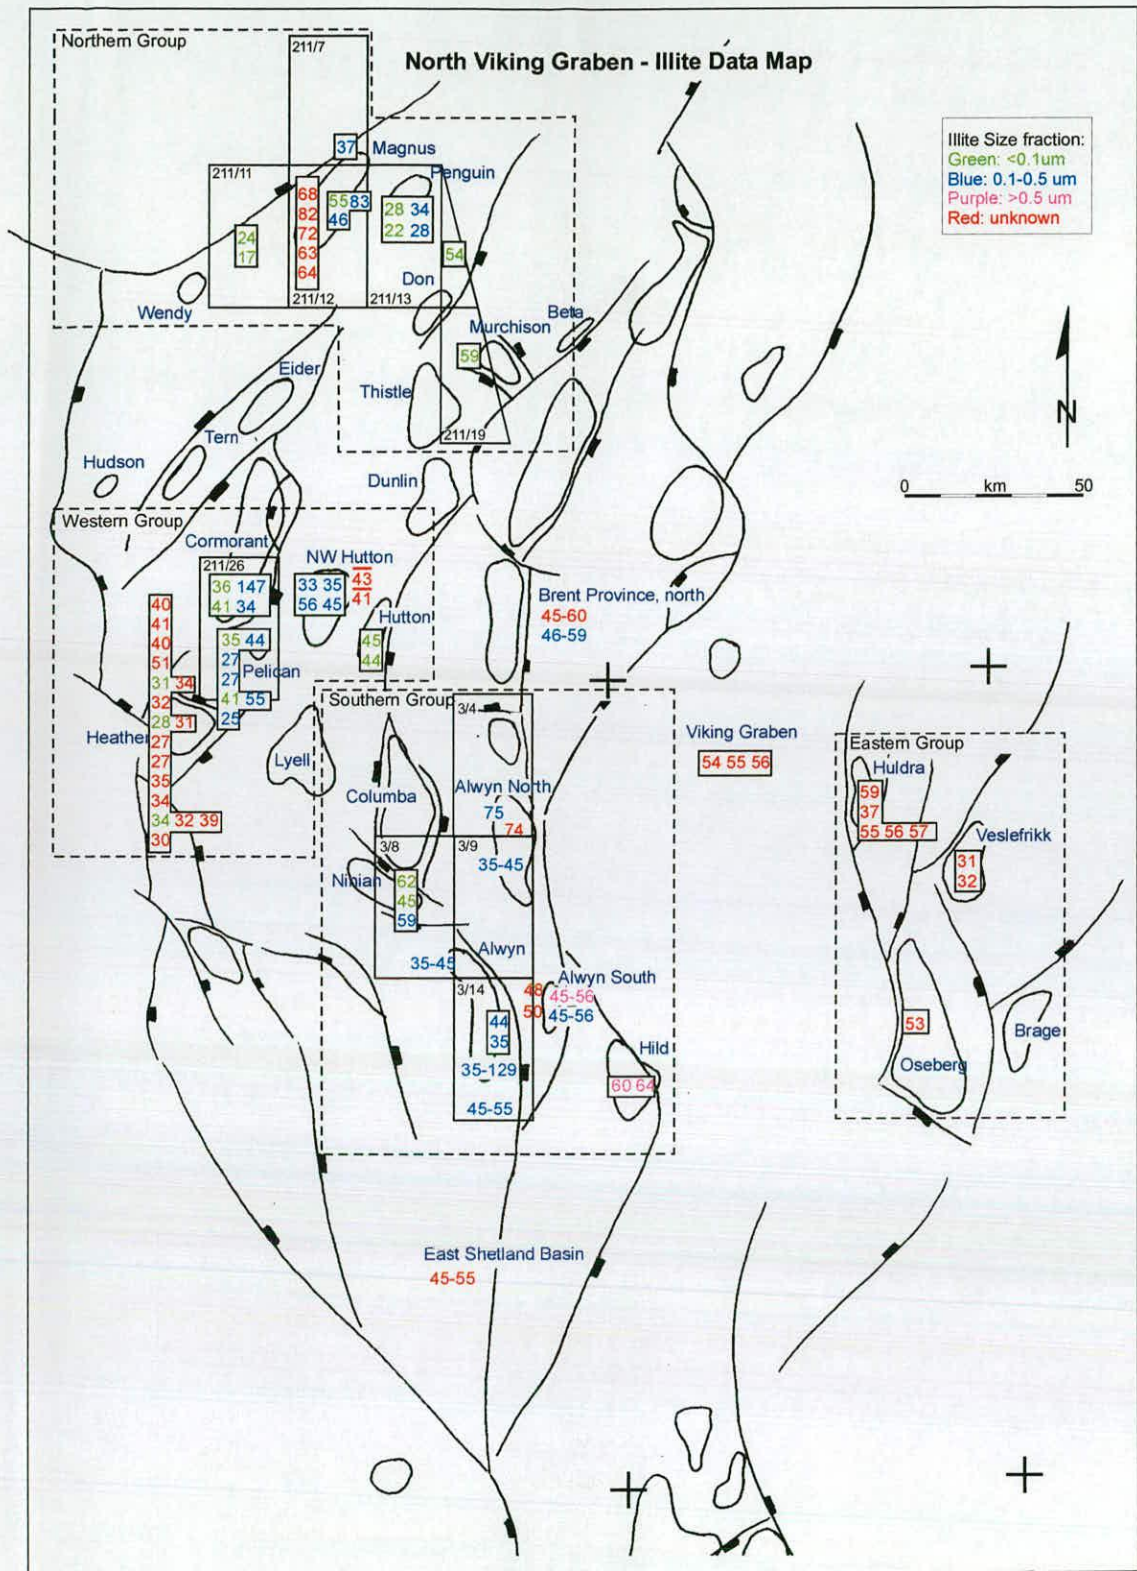 North Viking Graben - Illite Data Map
Northern Group
211/7
Illite Size fraction:
Green: <0.1um
Blue: 0.1-0.5 um
Purple: >0.5 um
Red: unknown
37 Magnus
211/11
Penguin
68
82
72
63
64
55 83
46
28 34
22 28
24
17
54
Don
Wendy
211/12
211/13
Murchison
Beta
59
Eider
Thistle
N
211/19
Tern
Hudson
Dunlin
0 km 50
Western Group
Cormorant
211/26
36 147
41 34
NW Hutton
33 35
56 45
43
41
Hutton
45
44
Brent Province, north
45-60
46-59
40
41
40
51
31 34
32
28 31
27
27
35
34
34 32 39
30
35 44
27
27
41 55
25
Pelican
Heather
Lyell
Southern Group
3/4
Columba
Alwyn North
75
74
Viking Graben
54 55 56
Eastern Group
Huldra
59
37
55 56 57
Veslefrikk
31
32
3/8
3/9
35-45
Ninian
62
45
59
35-45
Alwyn
3/14
Alwyn South
48
50
45-56
45-56
44
35
35-129
45-55
Hild
60 64
53
Oseberg
Brage
East Shetland Basin
45-55